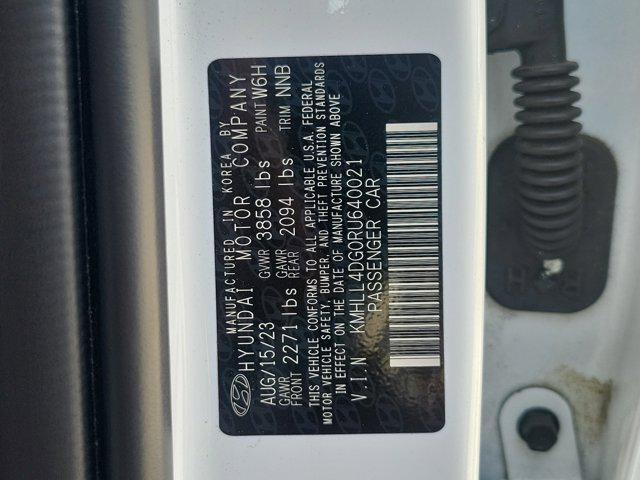 MANUFACTURED IN KOREA BY
HYUNDAI MOTOR COMPANY
AUG/15/23 GVWR 3858 lbs PAINT W6H
GAWR FRONT 2271 lbs GAWR REAR 2094 lbs TRIM NNB
THIS VEHICLE CONFORMS TO ALL APPLICABLE U.S.A. FEDERAL
MOTOR VEHICLE SAFETY, BUMPER, AND THEFT PREVENTION STANDARDS
IN EFFECT ON THE DATE OF MANUFACTURE SHOWN ABOVE
V.I.N KMHLL4DG0RU640021
PASSENGER CAR